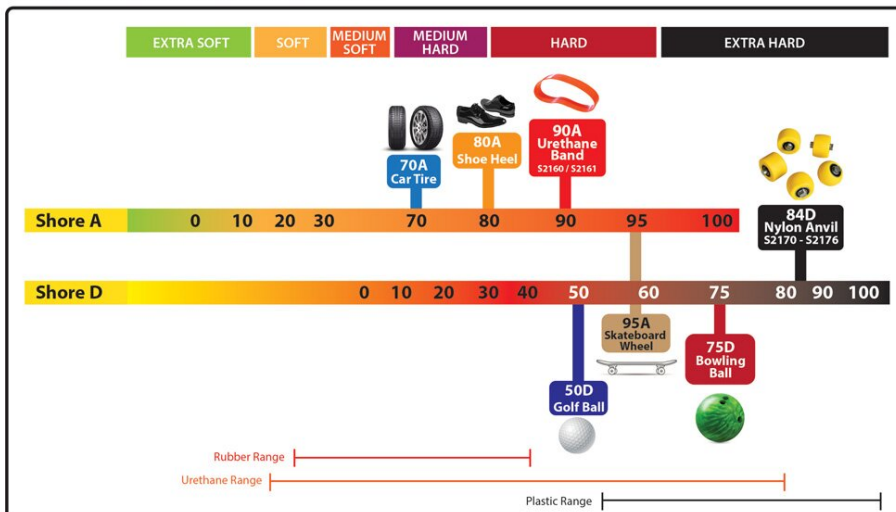 EXTRA SOFT SOFT MEDIUM SOFT MEDIUM HARD HARD EXTRA HARD
70A
Car Tire
80A
Shoe Heel
90A
Urethane
Band
S2160 / S2161
84D
Nylon Anvil
S2170 - S2176
Shore A 0 10 20 30 70 80 90 95 100
Shore D 0 10 20 30 40 50 60 75 80 90 100
95A
Skateboard
Wheel
75D
Bowling
Ball
50D
Golf Ball
Rubber Range
Urethane Range
Plastic Range